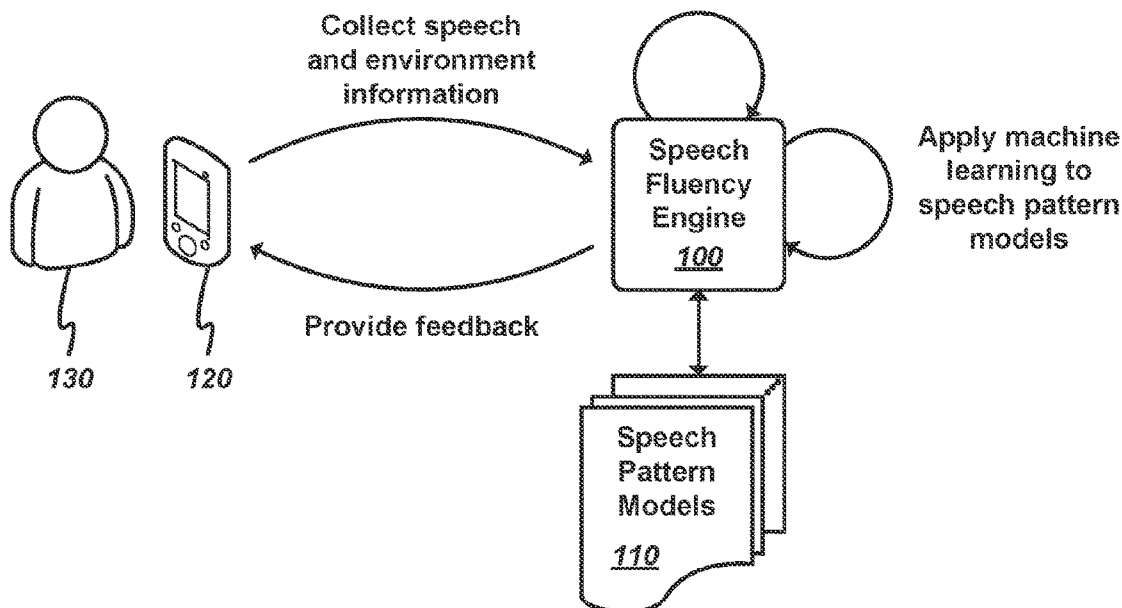 Collect speech
and environment
information
Speech
Fluency
Engine
100
Apply machine
learning to
speech pattern
models
Provide feedback
130
120
Speech
Pattern
Models
110